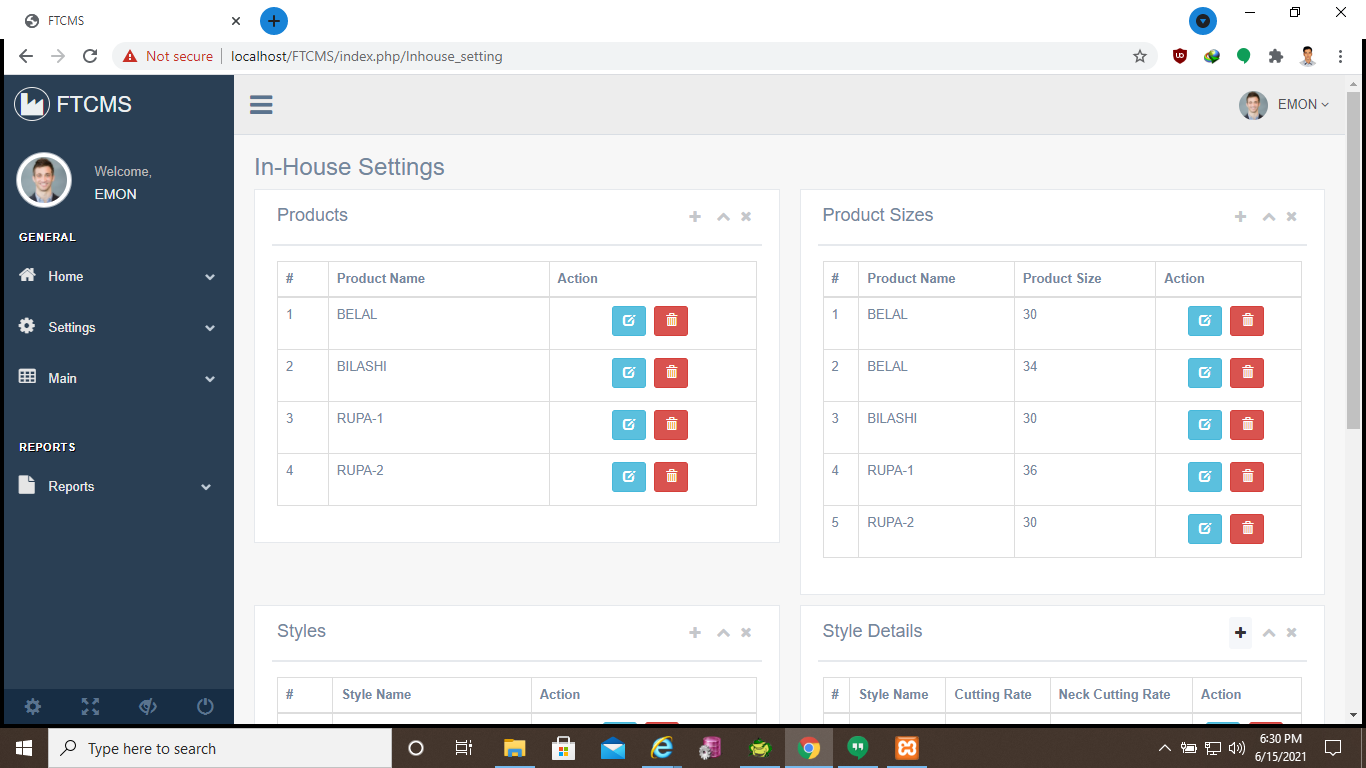 FTCMS
Not secure localhost/FTCMS/index.php/Inhouse_setting
FTCMS
EMON
Welcome,
EMON
GENERAL
Home
Settings
Main
REPORTS
Reports
In-House Settings
Products
# Product Name Action
1 BELAL
2 BILASHI
3 RUPA-1
4 RUPA-2
Product Sizes
# Product Name Product Size Action
1 BELAL 30
2 BELAL 34
3 BILASHI 30
4 RUPA-1 36
5 RUPA-2 30
Styles
# Style Name Action
Style Details
# Style Name Cutting Rate Neck Cutting Rate Action
Type here to search
6:30 PM
6/15/2021